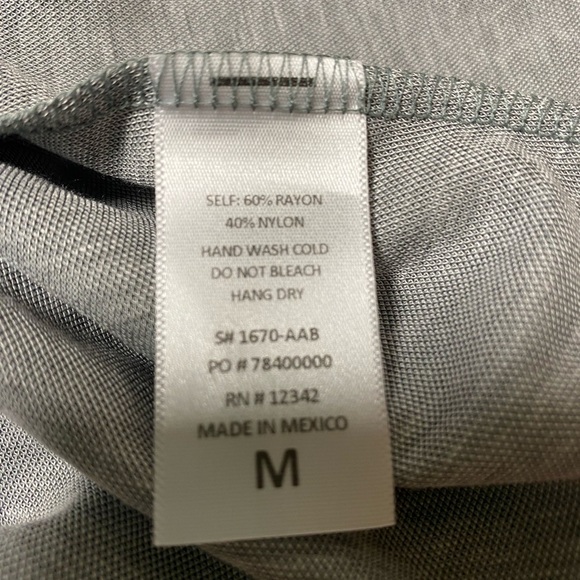 SELF: 60% RAYON
40% NYLON
HAND WASH COLD
DO NOT BLEACH
HANG DRY
S# 1670-AAB
PO # 78400000
RN # 12342
MADE IN MEXICO
M